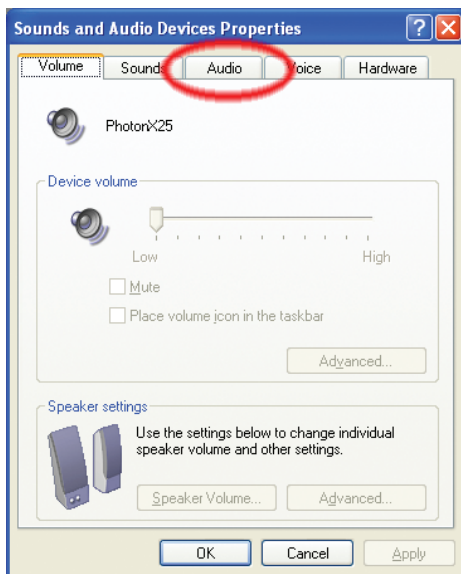 Sounds and Audio Devices Properties
Volume Sounds Audio Voice Hardware
PhotonX25
Device volume
Low High
Mute
Place volume icon in the taskbar
Advanced...
Speaker settings
Use the settings below to change individual
speaker volume and other settings.
Speaker Volume... Advanced...
OK Cancel Apply